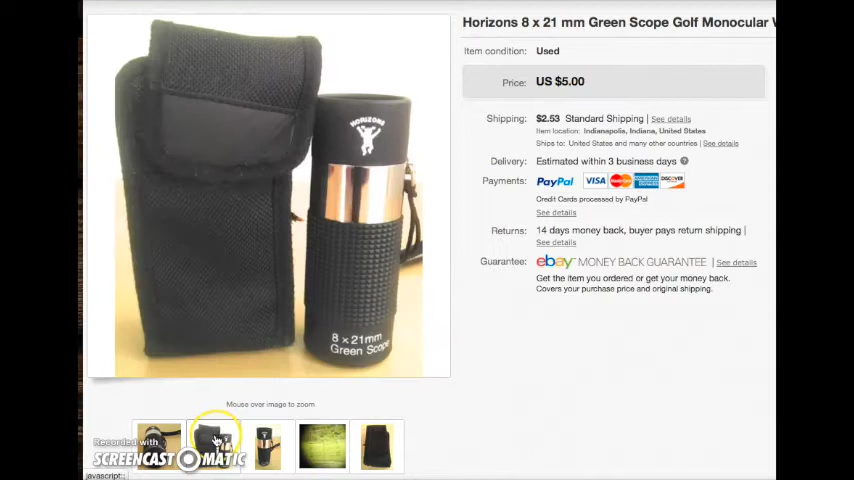 Horizons 8 x 21 mm Green Scope Golf Monocular
Item condition: Used
Price: US $5.00
Shipping: $2.53 Standard Shipping | See details
Item location: Indianapolis, Indiana, United States
Ships to: United States and many other countries | See details
Delivery: Estimated within 3 business days
Payments: PayPal VISA MasterCard AMERICAN EXPRESS DISCOVER
Credit Cards processed by PayPal
See details
Returns: 14 days money back, buyer pays return shipping |
See details
Guarantee: ebay MONEY BACK GUARANTEE | See details
Get the item you ordered or get your money back.
Covers your purchase price and original shipping.
HORIZONS
8 x 21mm
Green Scope
Mouse over image to zoom
Recorded with
SCREENCAST-O-MATIC
javascript:;